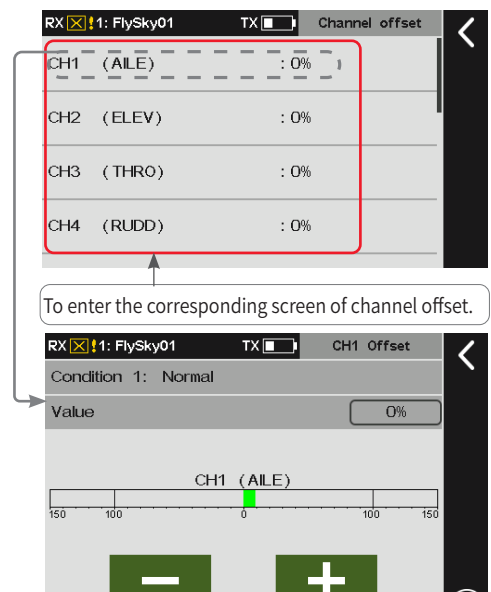 RX !1: FlySky01 TX Channel offset
CH1 (AILE) : 0%
CH2 (ELEV) : 0%
CH3 (THRO) : 0%
CH4 (RUDD) : 0%
To enter the corresponding screen of channel offset.
RX !1: FlySky01 TX CH1 Offset
Condition 1: Normal
Value 0%
CH1 (AILE)
150 100 0 100 150
− +